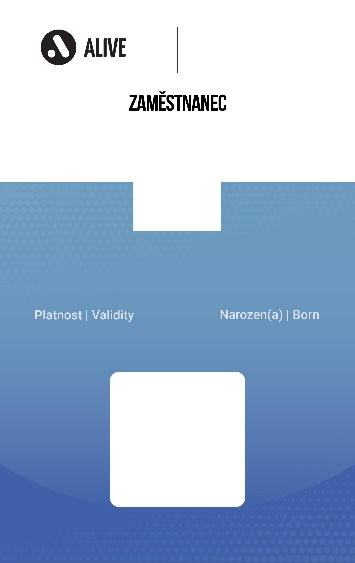 ALIVE
ZAMĚSTNANEC
Platnost | Validity
Narozen(a) | Born